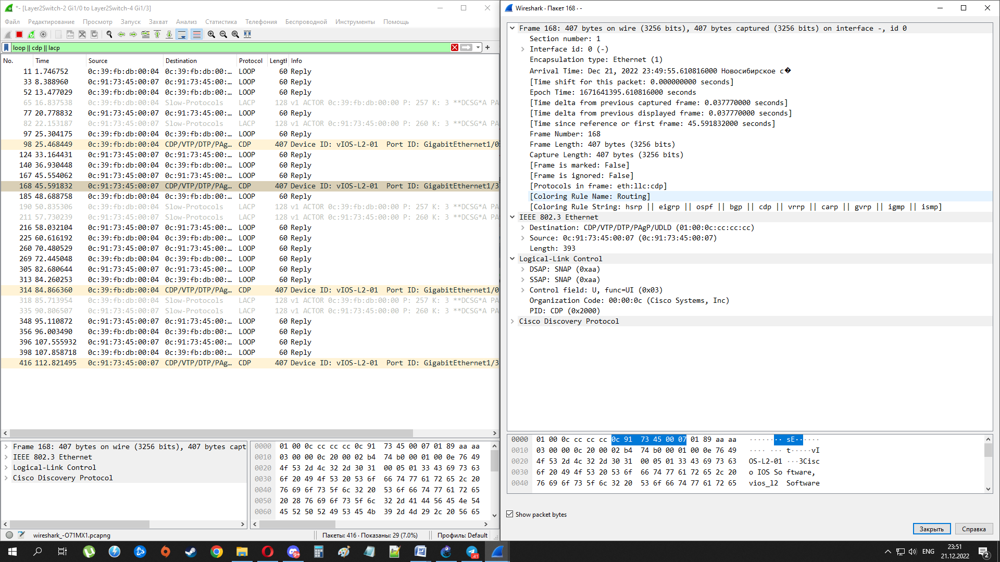 *- [Layer2Switch-2 Gi1/0 to Layer2Switch-4 Gi1/3]
Файл Редактирование Просмотр Запуск Захват Анализ Статистика Телефония Беспроводной Инструменты Помощь
loop || cdp || lacp
No. Time Source Destination Protocol Lengtl Info
11 1.746752 0c:39:fb:db:00:04 0c:39:fb:db:00:… LOOP 60 Reply
33 8.388960 0c:91:73:45:00:07 0c:91:73:45:00:… LOOP 60 Reply
52 13.477029 0c:39:fb:db:00:04 0c:39:fb:db:00:… LOOP 60 Reply
65 16.837538 0c:39:fb:db:00:04 Slow-Protocols LACP 128 v1 ACTOR 0c:39:fb:db:00:00 P: 257 K: 3 **DCSG*A PA
77 20.778832 0c:91:73:45:00:07 0c:91:73:45:00:… LOOP 60 Reply
82 22.153187 0c:91:73:45:00:07 Slow-Protocols LACP 128 v1 ACTOR 0c:91:73:45:00:00 P: 260 K: 3 **DCSG*A PA
97 25.304175 0c:39:fb:db:00:04 0c:39:fb:db:00:… LOOP 60 Reply
98 25.468449 0c:39:fb:db:00:04 CDP/VTP/DTP/PAg… CDP 407 Device ID: vIOS-L2-01 Port ID: GigabitEthernet1/0
124 33.164431 0c:91:73:45:00:07 0c:91:73:45:00:… LOOP 60 Reply
140 36.930448 0c:39:fb:db:00:04 0c:39:fb:db:00:… LOOP 60 Reply
167 45.554062 0c:91:73:45:00:07 0c:91:73:45:00:… LOOP 60 Reply
168 45.591832 0c:91:73:45:00:07 CDP/VTP/DTP/PAg… CDP 407 Device ID: vIOS-L2-01 Port ID: GigabitEthernet1/3
185 48.688758 0c:39:fb:db:00:04 0c:39:fb:db:00:… LOOP 60 Reply
190 50.835306 0c:39:fb:db:00:04 Slow-Protocols LACP 128 v1 ACTOR 0c:39:fb:db:00:00 P: 257 K: 3 **DCSG*A PA
211 57.730239 0c:91:73:45:00:07 Slow-Protocols LACP 128 v1 ACTOR 0c:91:73:45:00:00 P: 260 K: 3 **DCSG*A PA
216 58.032104 0c:91:73:45:00:07 0c:91:73:45:00:… LOOP 60 Reply
225 60.616192 0c:39:fb:db:00:04 0c:39:fb:db:00:… LOOP 60 Reply
260 70.480529 0c:91:73:45:00:07 0c:91:73:45:00:… LOOP 60 Reply
269 72.445048 0c:39:fb:db:00:04 0c:39:fb:db:00:… LOOP 60 Reply
305 82.680644 0c:91:73:45:00:07 0c:91:73:45:00:… LOOP 60 Reply
313 84.260253 0c:39:fb:db:00:04 0c:39:fb:db:00:… LOOP 60 Reply
314 84.866360 0c:39:fb:db:00:04 CDP/VTP/DTP/PAg… CDP 407 Device ID: vIOS-L2-01 Port ID: GigabitEthernet1/0
318 85.713954 0c:39:fb:db:00:04 Slow-Protocols LACP 128 v1 ACTOR 0c:39:fb:db:00:00 P: 257 K: 3 **DCSG*A PA
335 90.806507 0c:91:73:45:00:07 Slow-Protocols LACP 128 v1 ACTOR 0c:91:73:45:00:00 P: 260 K: 3 **DCSG*A PA
348 95.110872 0c:91:73:45:00:07 0c:91:73:45:00:… LOOP 60 Reply
356 96.003490 0c:39:fb:db:00:04 0c:39:fb:db:00:… LOOP 60 Reply
396 107.555932 0c:91:73:45:00:07 0c:91:73:45:00:… LOOP 60 Reply
398 107.858718 0c:39:fb:db:00:04 0c:39:fb:db:00:… LOOP 60 Reply
416 112.821495 0c:91:73:45:00:07 CDP/VTP/DTP/PAg… CDP 407 Device ID: vIOS-L2-01 Port ID: GigabitEthernet1/3
Frame 168: 407 bytes on wire (3256 bits), 407 bytes capt
IEEE 802.3 Ethernet
Logical-Link Control
Cisco Discovery Protocol
0000 01 00 0c cc cc cc 0c 91 73 45 00 07 01 89 aa aa
0010 03 00 00 0c 20 00 02 b4 74 b0 00 01 00 0e 76 49
0020 4f 53 2d 4c 32 2d 30 31 00 05 01 33 43 69 73 63
0030 6f 20 49 4f 53 20 53 6f 66 74 77 61 72 65 2c 20
0040 76 69 6f 73 5f 6c 32 20 53 6f 66 74 77 61 72 65
0050 20 28 76 69 6f 73 5f 6c 32 2d 41 44 56 45 4e 54
0060 45 52 50 52 49 53 45 4b 39 2d 4d 29 2c 20 56 65
wireshark_-O71MX1.pcapng
Пакеты: 416 · Показаны: 29 (7.0%)
Профиль: Default
Wireshark · Пакет 168 · -
Frame 168: 407 bytes on wire (3256 bits), 407 bytes captured (3256 bits) on interface -, id 0
Section number: 1
Interface id: 0 (-)
Encapsulation type: Ethernet (1)
Arrival Time: Dec 21, 2022 23:49:55.610816000 Новосибирское с�
[Time shift for this packet: 0.000000000 seconds]
Epoch Time: 1671641395.610816000 seconds
[Time delta from previous captured frame: 0.037770000 seconds]
[Time delta from previous displayed frame: 0.037770000 seconds]
[Time since reference or first frame: 45.591832000 seconds]
Frame Number: 168
Frame Length: 407 bytes (3256 bits)
Capture Length: 407 bytes (3256 bits)
[Frame is marked: False]
[Frame is ignored: False]
[Protocols in frame: eth:llc:cdp]
[Coloring Rule Name: Routing]
[Coloring Rule String: hsrp || eigrp || ospf || bgp || cdp || vrrp || carp || gvrp || igmp || ismp]
IEEE 802.3 Ethernet
Destination: CDP/VTP/DTP/PAgP/UDLD (01:00:0c:cc:cc:cc)
Source: 0c:91:73:45:00:07 (0c:91:73:45:00:07)
Length: 393
Logical-Link Control
DSAP: SNAP (0xaa)
SSAP: SNAP (0xaa)
Control field: U, func=UI (0x03)
Organization Code: 00:00:0c (Cisco Systems, Inc)
PID: CDP (0x2000)
Cisco Discovery Protocol
0000 01 00 0c cc cc cc 0c 91 73 45 00 07 01 89 aa aa ········ sE······
0010 03 00 00 0c 20 00 02 b4 74 b0 00 01 00 0e 76 49 ···· ··· t·····vI
0020 4f 53 2d 4c 32 2d 30 31 00 05 01 33 43 69 73 63 OS-L2-01 ···3Cisc
0030 6f 20 49 4f 53 20 53 6f 66 74 77 61 72 65 2c 20 o IOS So ftware,
0040 76 69 6f 73 5f 6c 32 20 53 6f 66 74 77 61 72 65 vios_l2 Software
Show packet bytes
Закрыть Справка
9+
41
ENG
23:51
21.12.2022
2